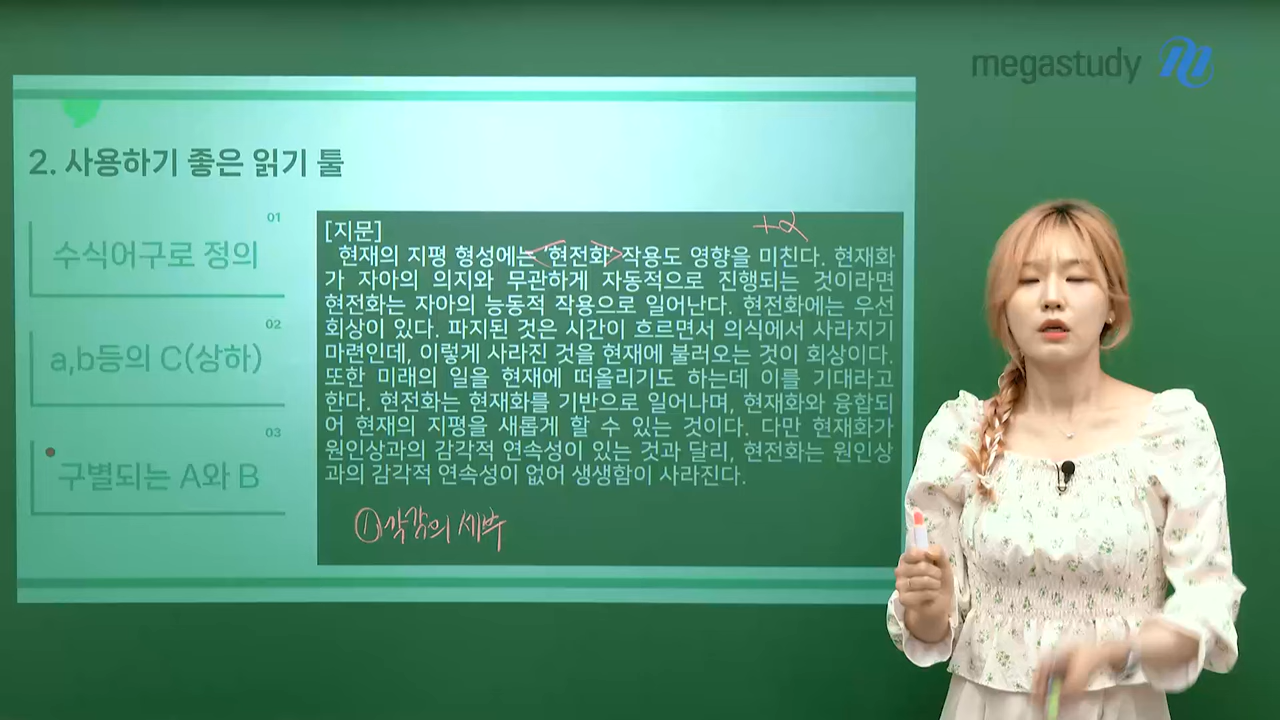 megastudy
2. 사용하기 좋은 읽기 툴
01
수식어구로 정의
02
a,b등의 C(상하)
03
구별되는 A와 B
+α
[지문]
현재의 지평 형성에는 '현전화' 작용도 영향을 미친다. 현재화
가 자아의 의지와 무관하게 자동적으로 진행되는 것이라면
현전화는 자아의 능동적 작용으로 일어난다. 현전화에는 우선
회상이 있다. 파지된 것은 시간이 흐르면서 의식에서 사라지기
마련인데, 이렇게 사라진 것을 현재에 불러오는 것이 회상이다.
또한 미래의 일을 현재에 떠올리기도 하는데 이를 기대라고
한다. 현전화는 현재화를 기반으로 일어나며, 현재화와 융합되
어 현재의 지평을 새롭게 할 수 있는 것이다. 다만 현재화가
원인상과의 감각적 연속성이 있는 것과 달리, 현전화는 원인상
과의 감각적 연속성이 없어 생생함이 사라진다.
①각각의 세부